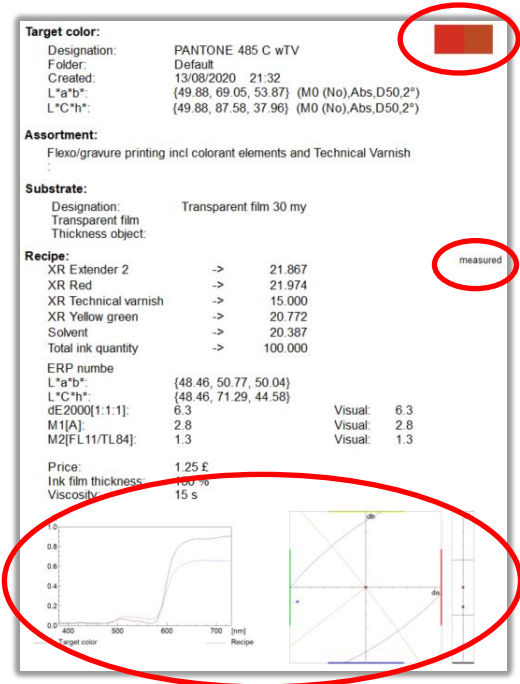 Target color:
Designation: PANTONE 485 C wTV
Folder: Default
Created: 13/08/2020 21:32
L*a*b*: {49.88, 69.05, 53.87} (M0 (No),Abs,D50,2°)
L*C*h*: {49.88, 87.58, 37.96} (M0 (No),Abs,D50,2°)
Assortment:
Flexo/gravure printing incl colorant elements and Technical Varnish
:
Substrate:
Designation: Transparent film 30 my
Transparent film
Thickness object:
Recipe: measured
XR Extender 2 -> 21.867
XR Red -> 21.974
XR Technical varnish -> 15.000
XR Yellow green -> 20.772
Solvent -> 20.387
Total ink quantity -> 100.000
ERP numbe
L*a*b*: {48.46, 50.77, 50.04}
L*C*h*: {48.46, 71.29, 44.58}
dE2000[1:1:1]: 6.3 Visual: 6.3
M1[A]: 2.8 Visual: 2.8
M2[FL11/TL84]: 1.3 Visual: 1.3
Price: 1.25 £
Ink film thickness: 100 %
Viscosity: 15 s
1.0
0.8
0.6
0.4
0.2
0.0
400 500 600 700 [nm]
Target color Recipe
db
da